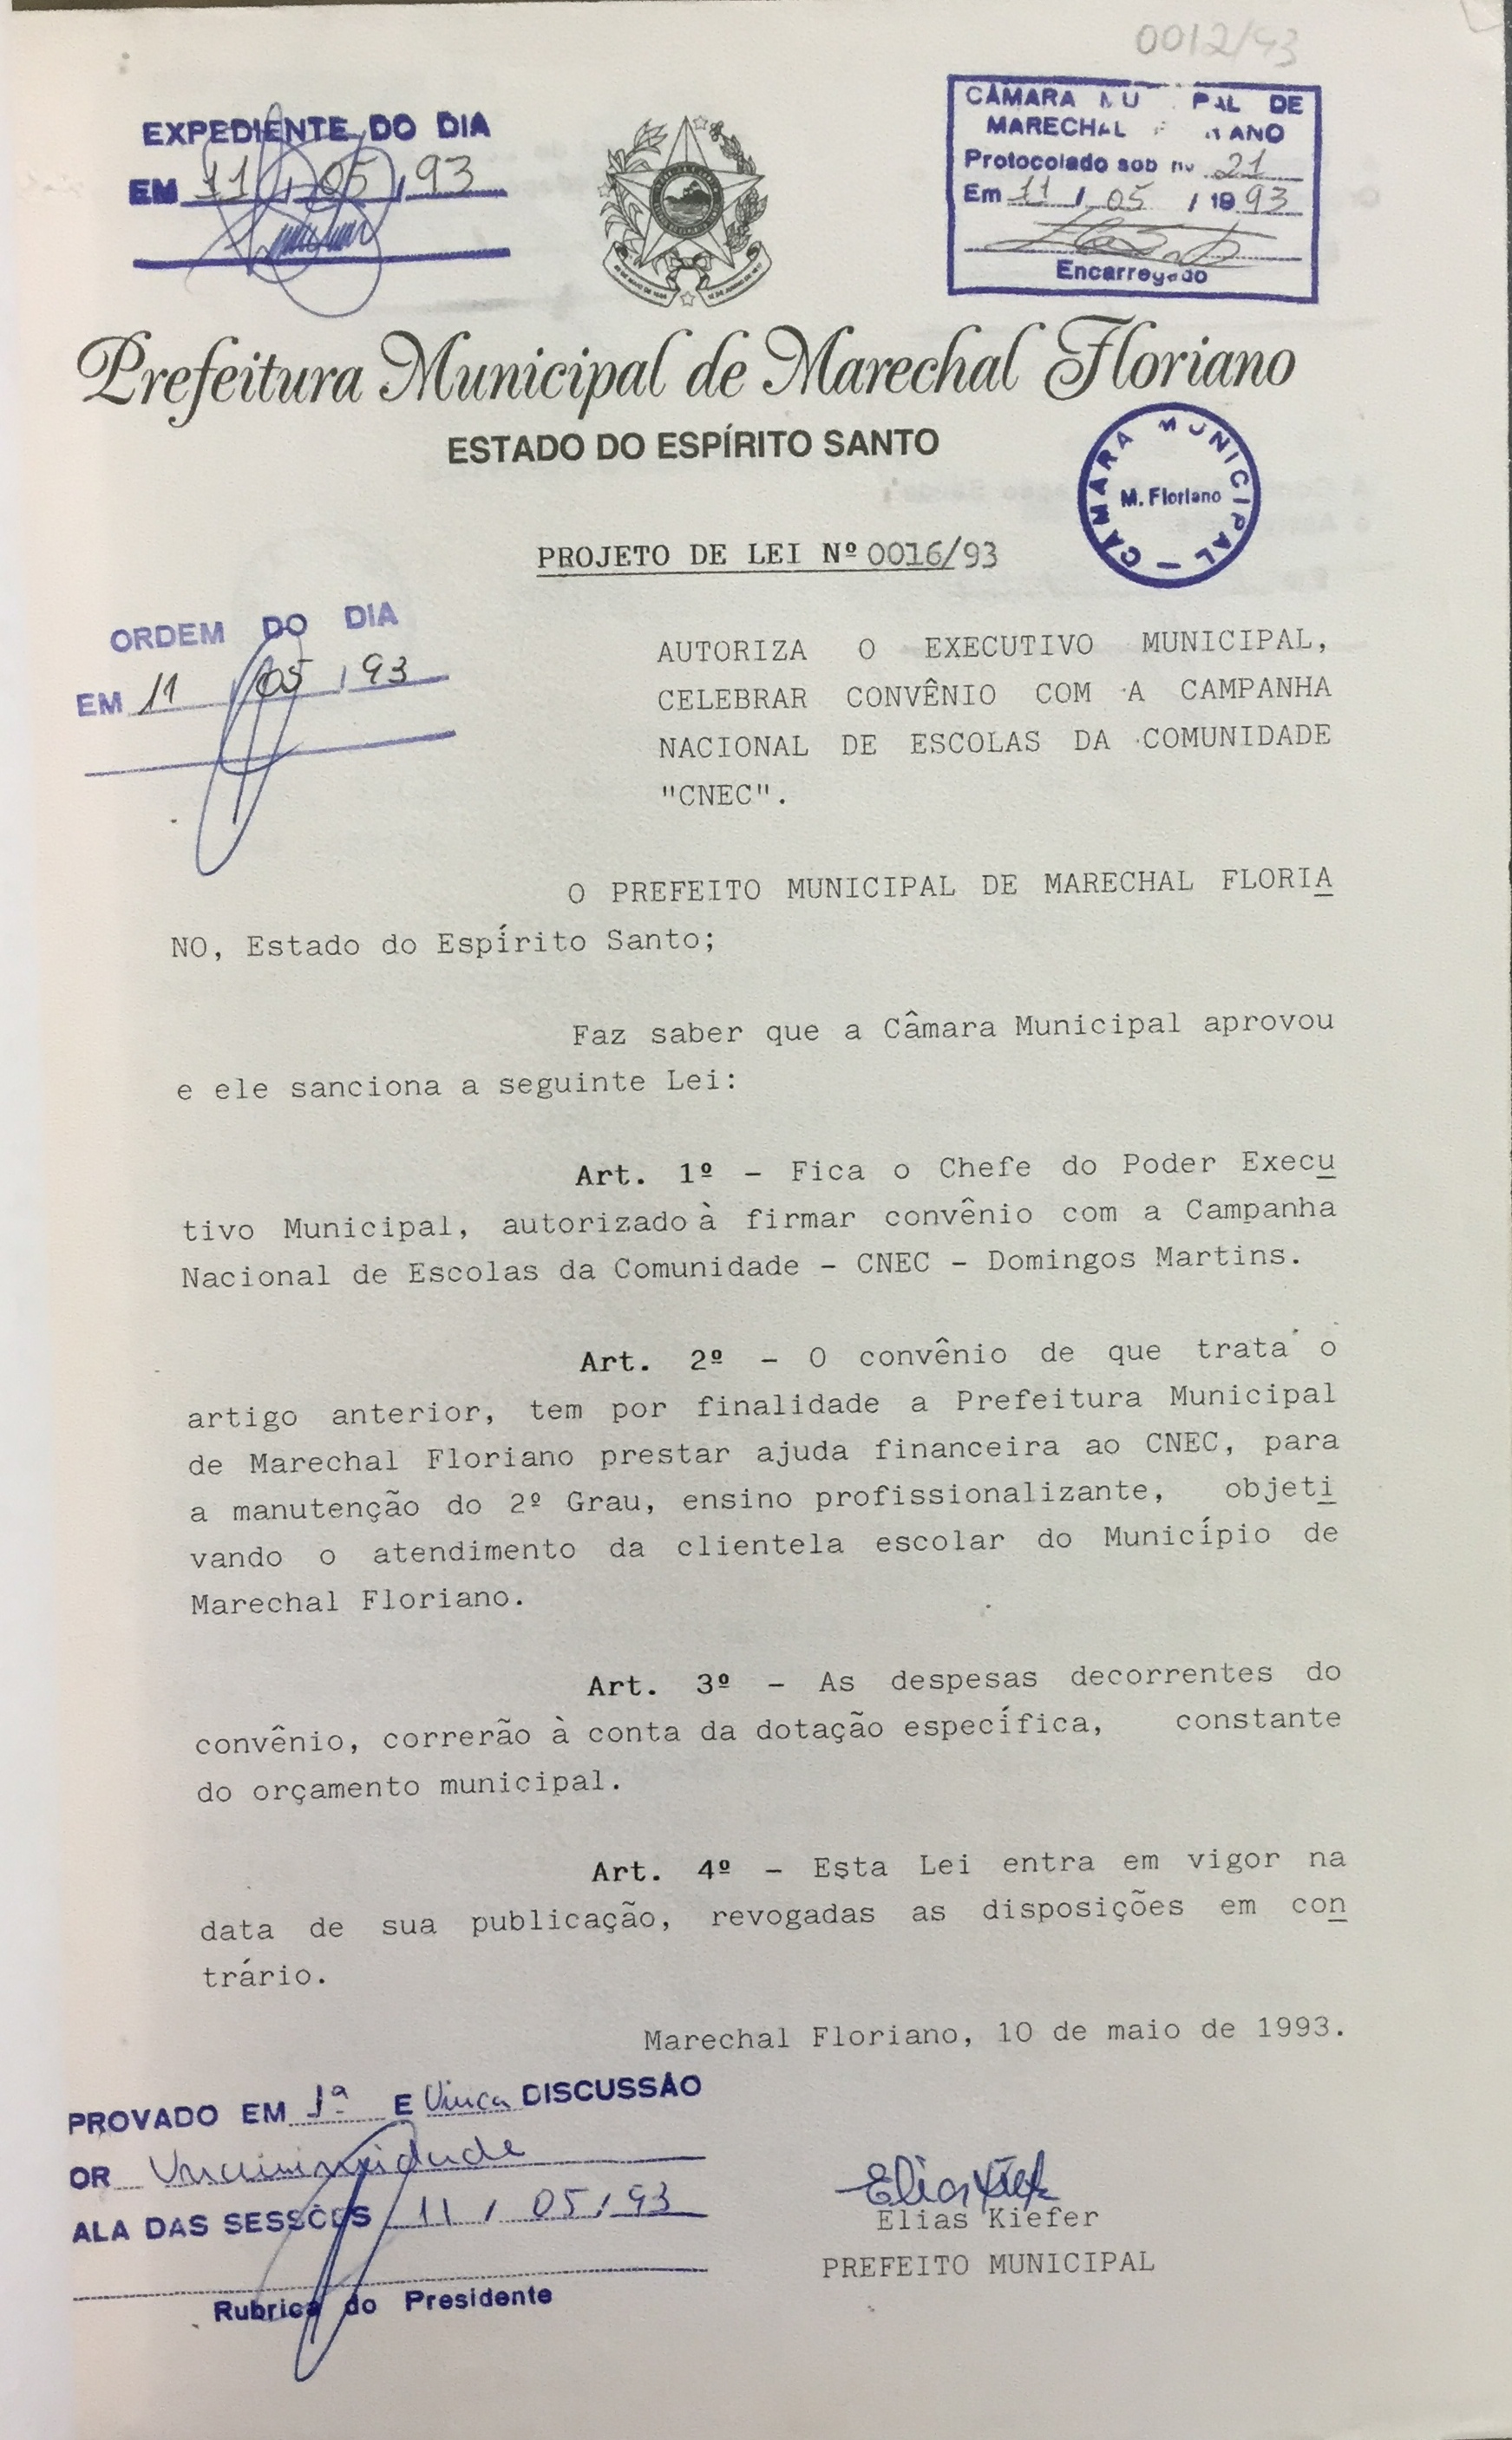 0012/93
EXPEDIENTE DO DIA
EM 11 / 05 / 93
CÂMARA MU PAL DE
MARECHAL F ANO
Protocolado sob nº 21
Em 11 / 05 / 1993
Encarregado
Prefeitura Municipal de Marechal Floriano
ESTADO DO ESPÍRITO SANTO
CÂMARA MUNICIPAL —
M. Floriano
PROJETO DE LEI Nº 0016/93
ORDEM DO DIA
EM 11 / 05 / 93
AUTORIZA O EXECUTIVO MUNICIPAL,
CELEBRAR CONVÊNIO COM A CAMPANHA
NACIONAL DE ESCOLAS DA COMUNIDADE
"CNEC".
O PREFEITO MUNICIPAL DE MARECHAL FLORIA
NO, Estado do Espírito Santo;
Faz saber que a Câmara Municipal aprovou
e ele sanciona a seguinte Lei:
Art. 1º - Fica o Chefe do Poder Execu
tivo Municipal, autorizado à firmar convênio com a Campanha
Nacional de Escolas da Comunidade - CNEC - Domingos Martins.
Art. 2º - O convênio de que trata o
artigo anterior, tem por finalidade a Prefeitura Municipal
de Marechal Floriano prestar ajuda financeira ao CNEC, para
a manutenção do 2º Grau, ensino profissionalizante, objeti
vando o atendimento da clientela escolar do Município de
Marechal Floriano.
Art. 3º - As despesas decorrentes do
convênio, correrão à conta da dotação específica, constante
do orçamento municipal.
Art. 4º - Esta Lei entra em vigor na
data de sua publicação, revogadas as disposições em con
trário.
Marechal Floriano, 10 de maio de 1993.
PROVADO EM 1ª E Única DISCUSSÃO
OR Unanimidade
ALA DAS SESSÕES 11 / 05 / 93
Rubrica do Presidente
Elias Kiefer
Elias Kiefer
PREFEITO MUNICIPAL